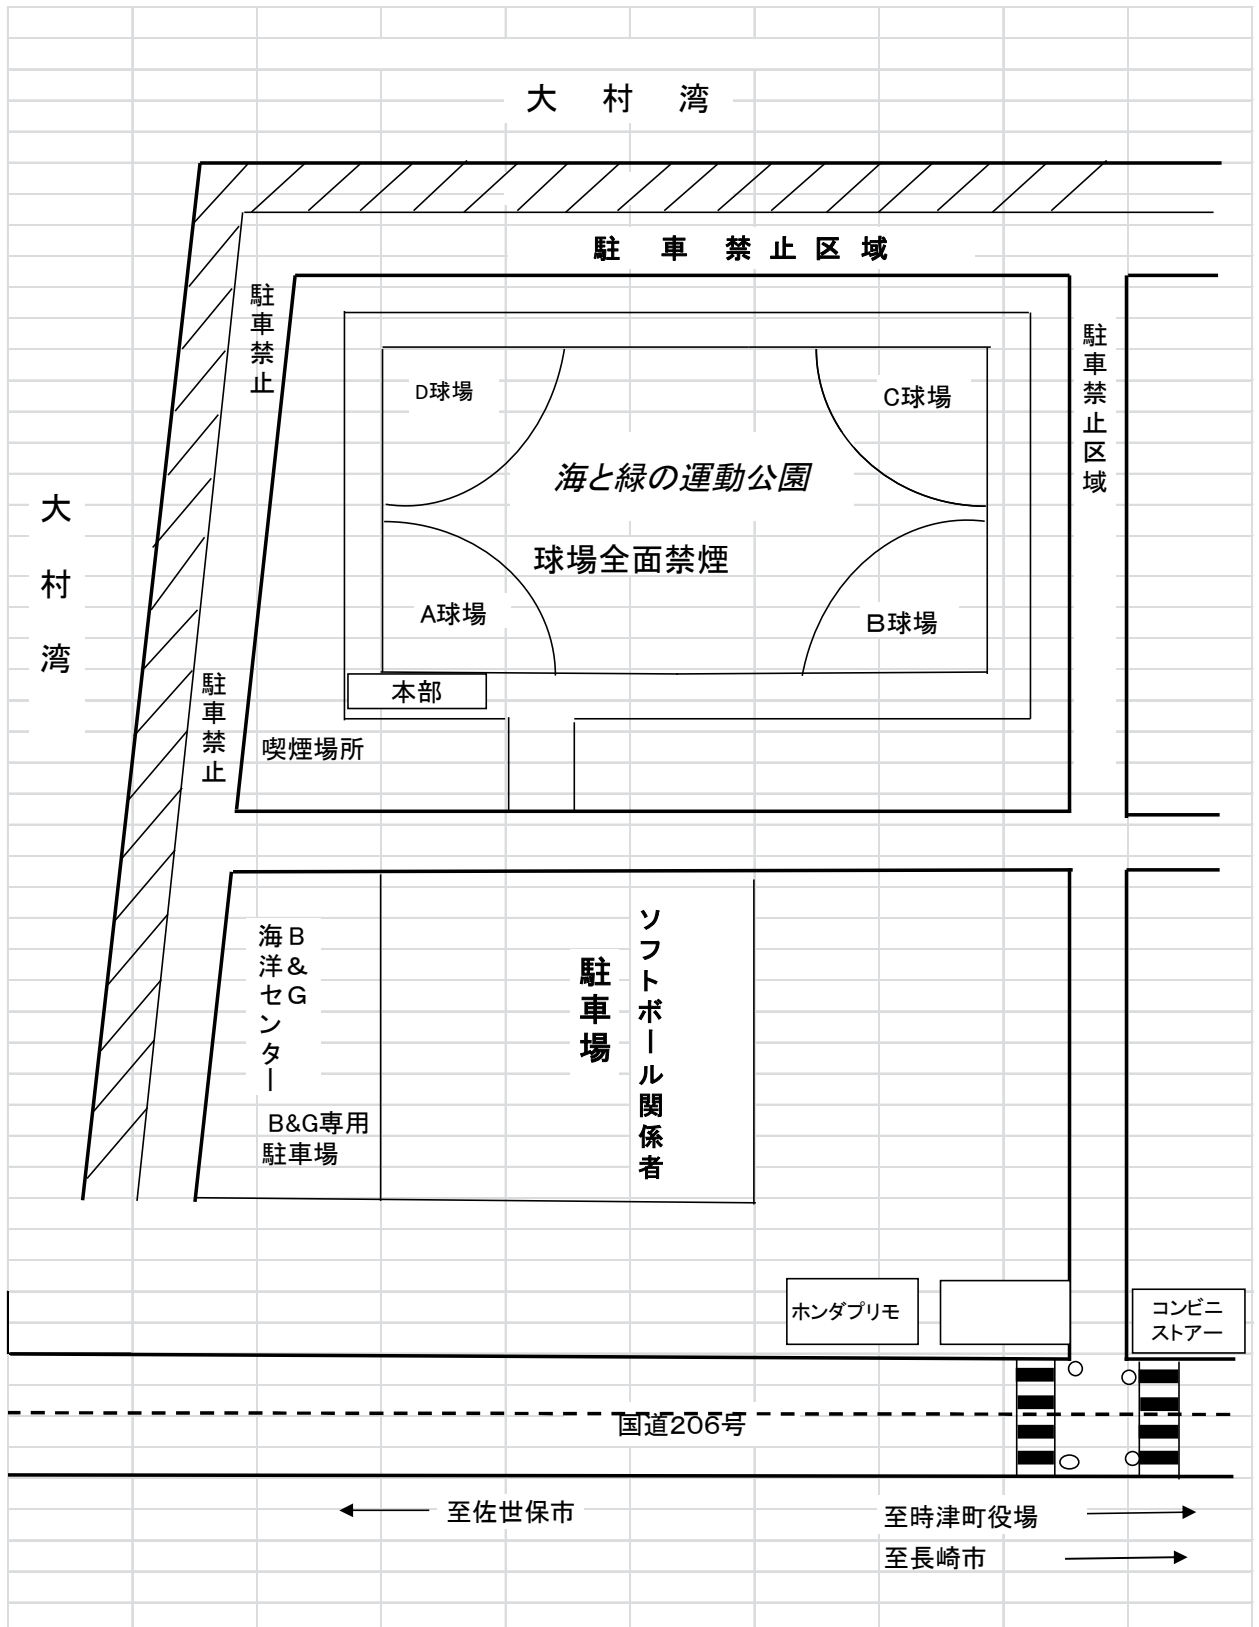 大　村　湾
駐　車　禁 止 区 域
駐車禁止
駐車禁止区域
D球場
C球場
海と緑の運動公園
大　村　湾
球場全面禁煙
A球場
B球場
駐車禁止
本部
喫煙場所
B&G
海洋センター
ソフトボール関係者
駐車場
B&G専用
駐車場
ホンダプリモ
コンビニ
ストアー
国道206号
至佐世保市
至時津町役場
至長崎市